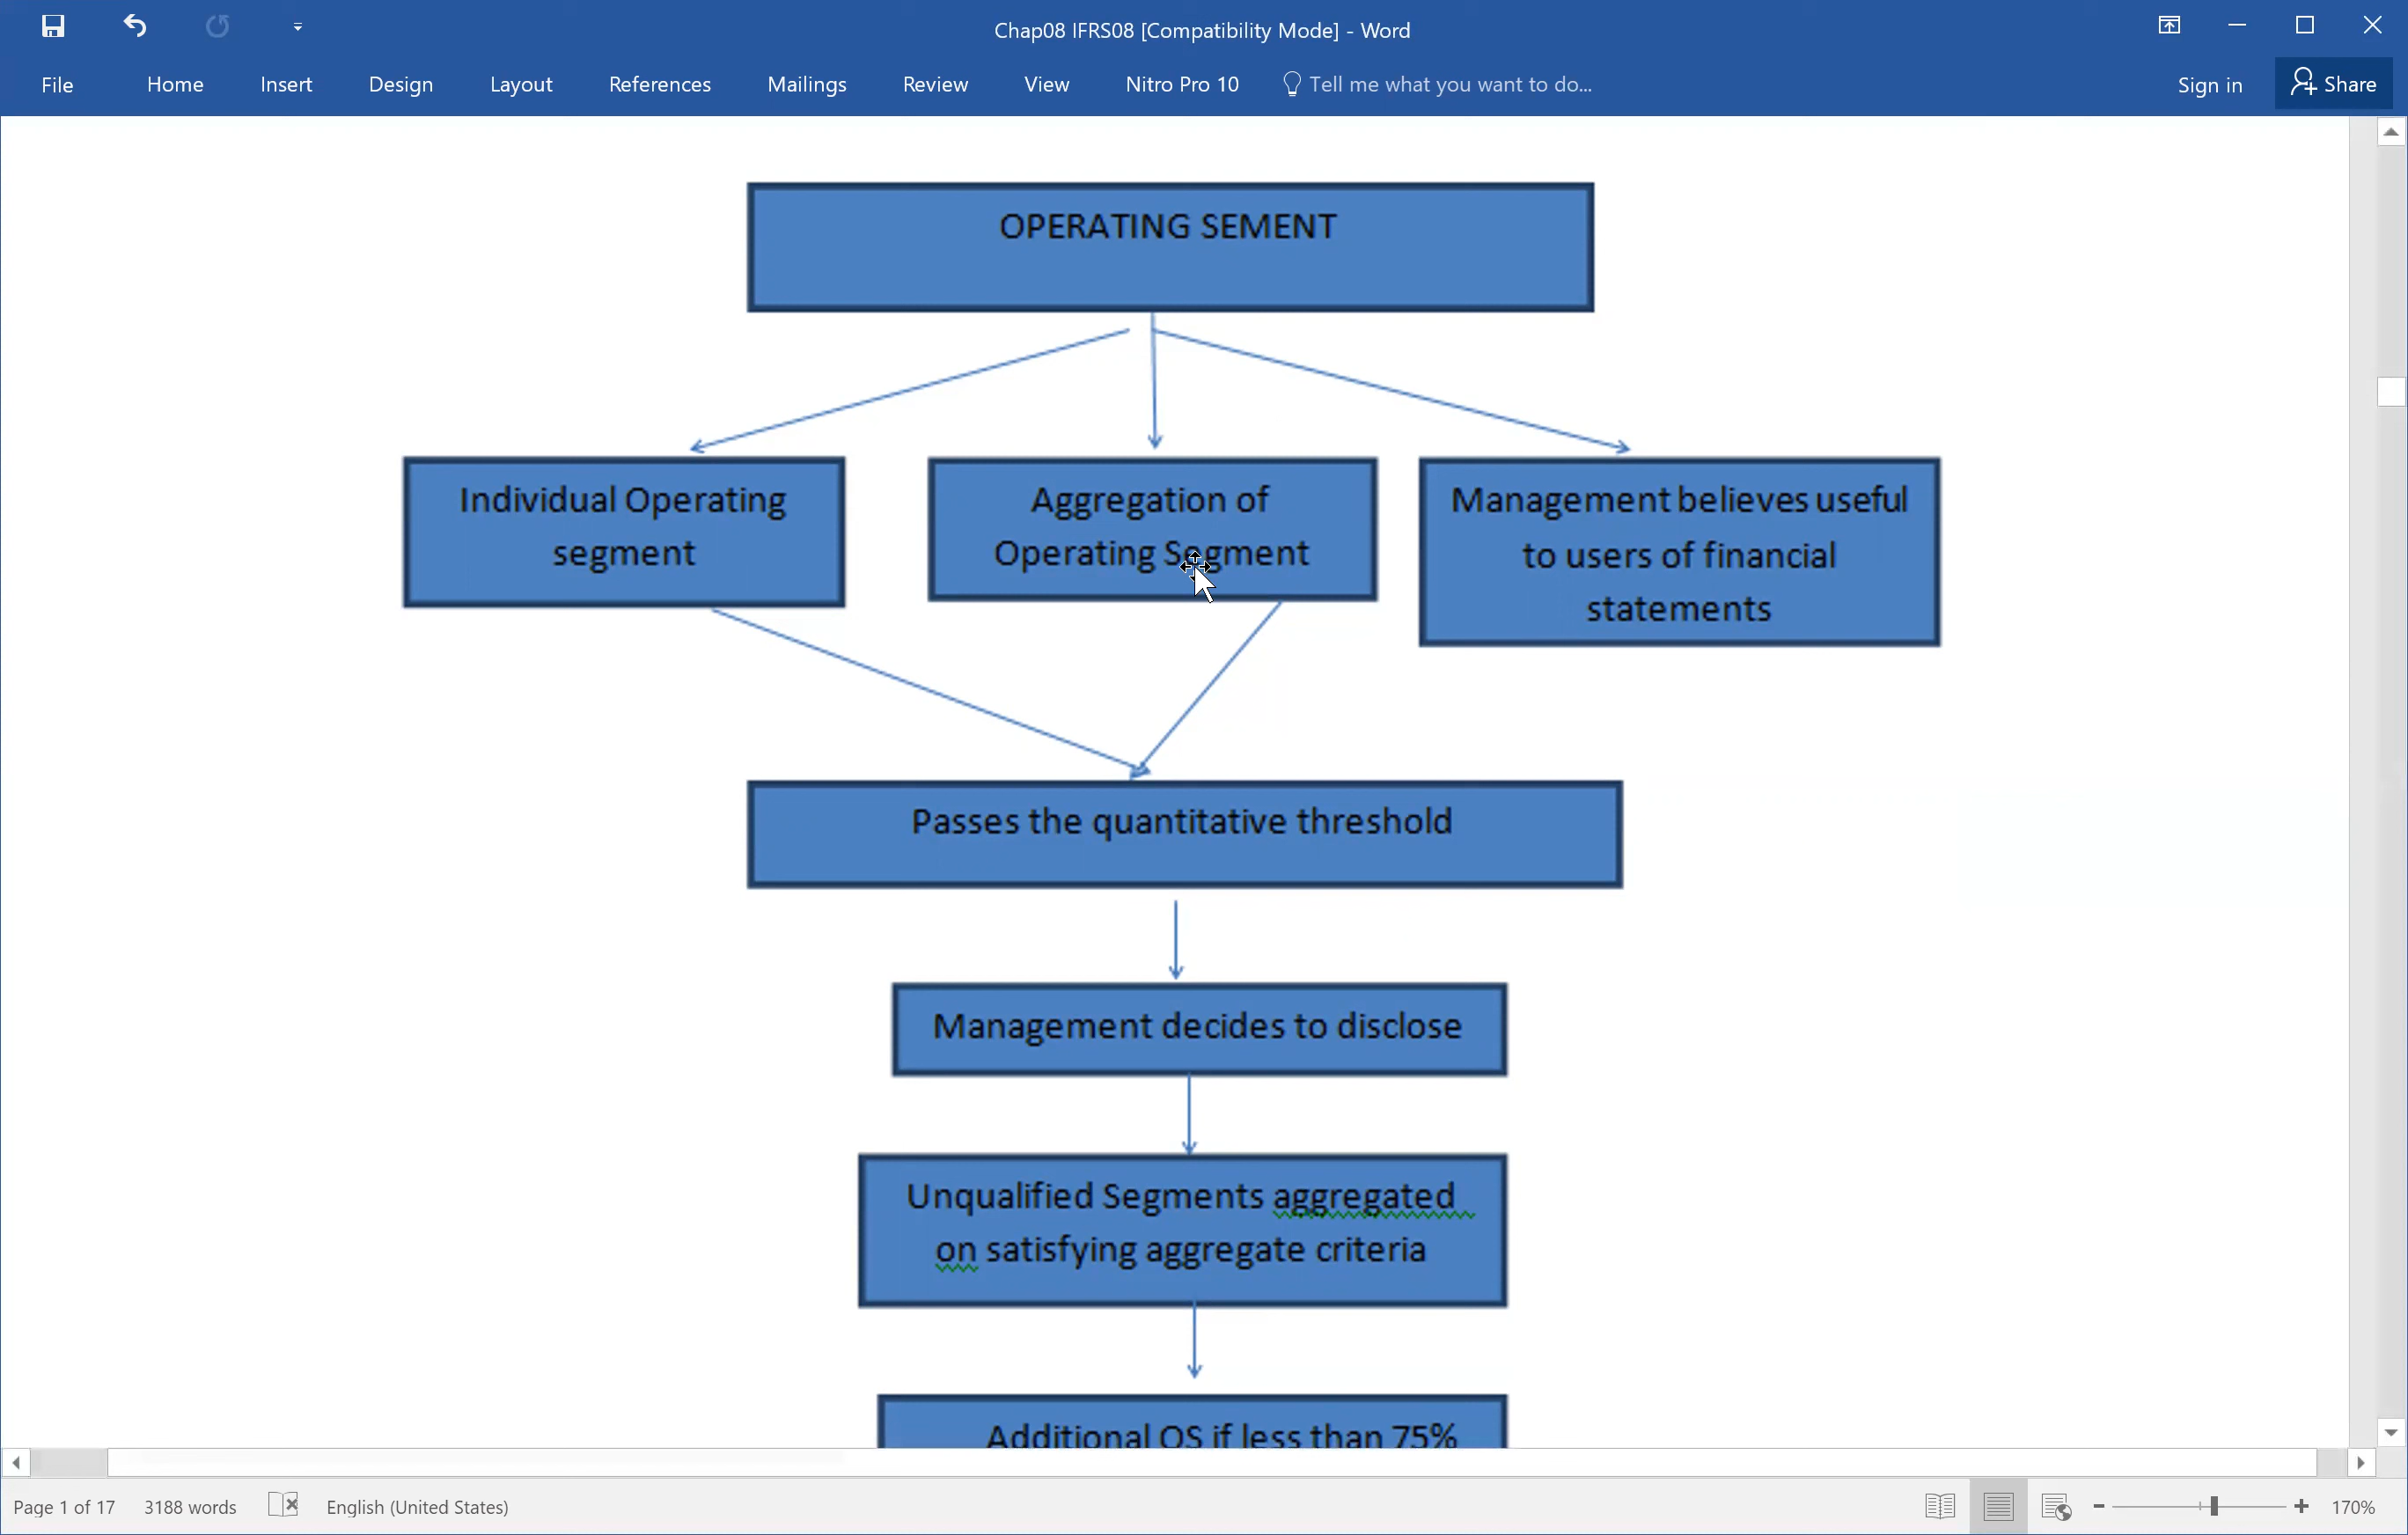 Chap08 IFRS08 [Compatibility Mode] - Word
File Home Insert Design Layout References Mailings Review View Nitro Pro 10 Tell me what you want to do... Sign in Share
OPERATING SEMENT
Individual Operating
segment
Aggregation of
Operating Segment
Management believes useful
to users of financial
statements
Passes the quantitative threshold
Management decides to disclose
Unqualified Segments aggregated
on satisfying aggregate criteria
Additional OS if less than 75%
Page 1 of 17 3188 words English (United States) 170%